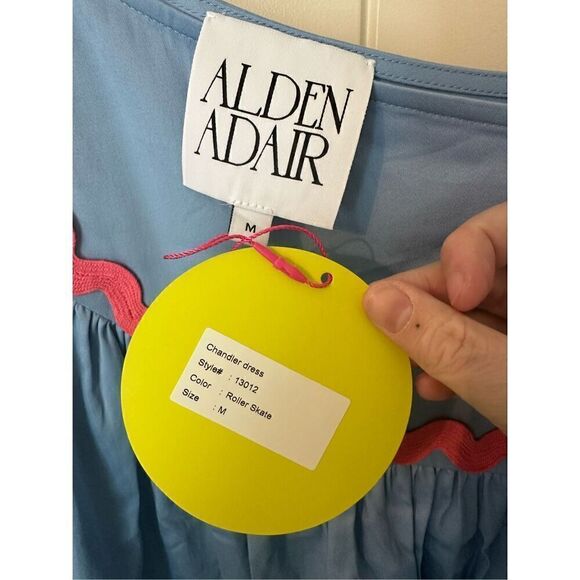 ALDEN
ADAIR
M
Chandler dress
Style# : 13012
Color : Roller Skate
Size : M